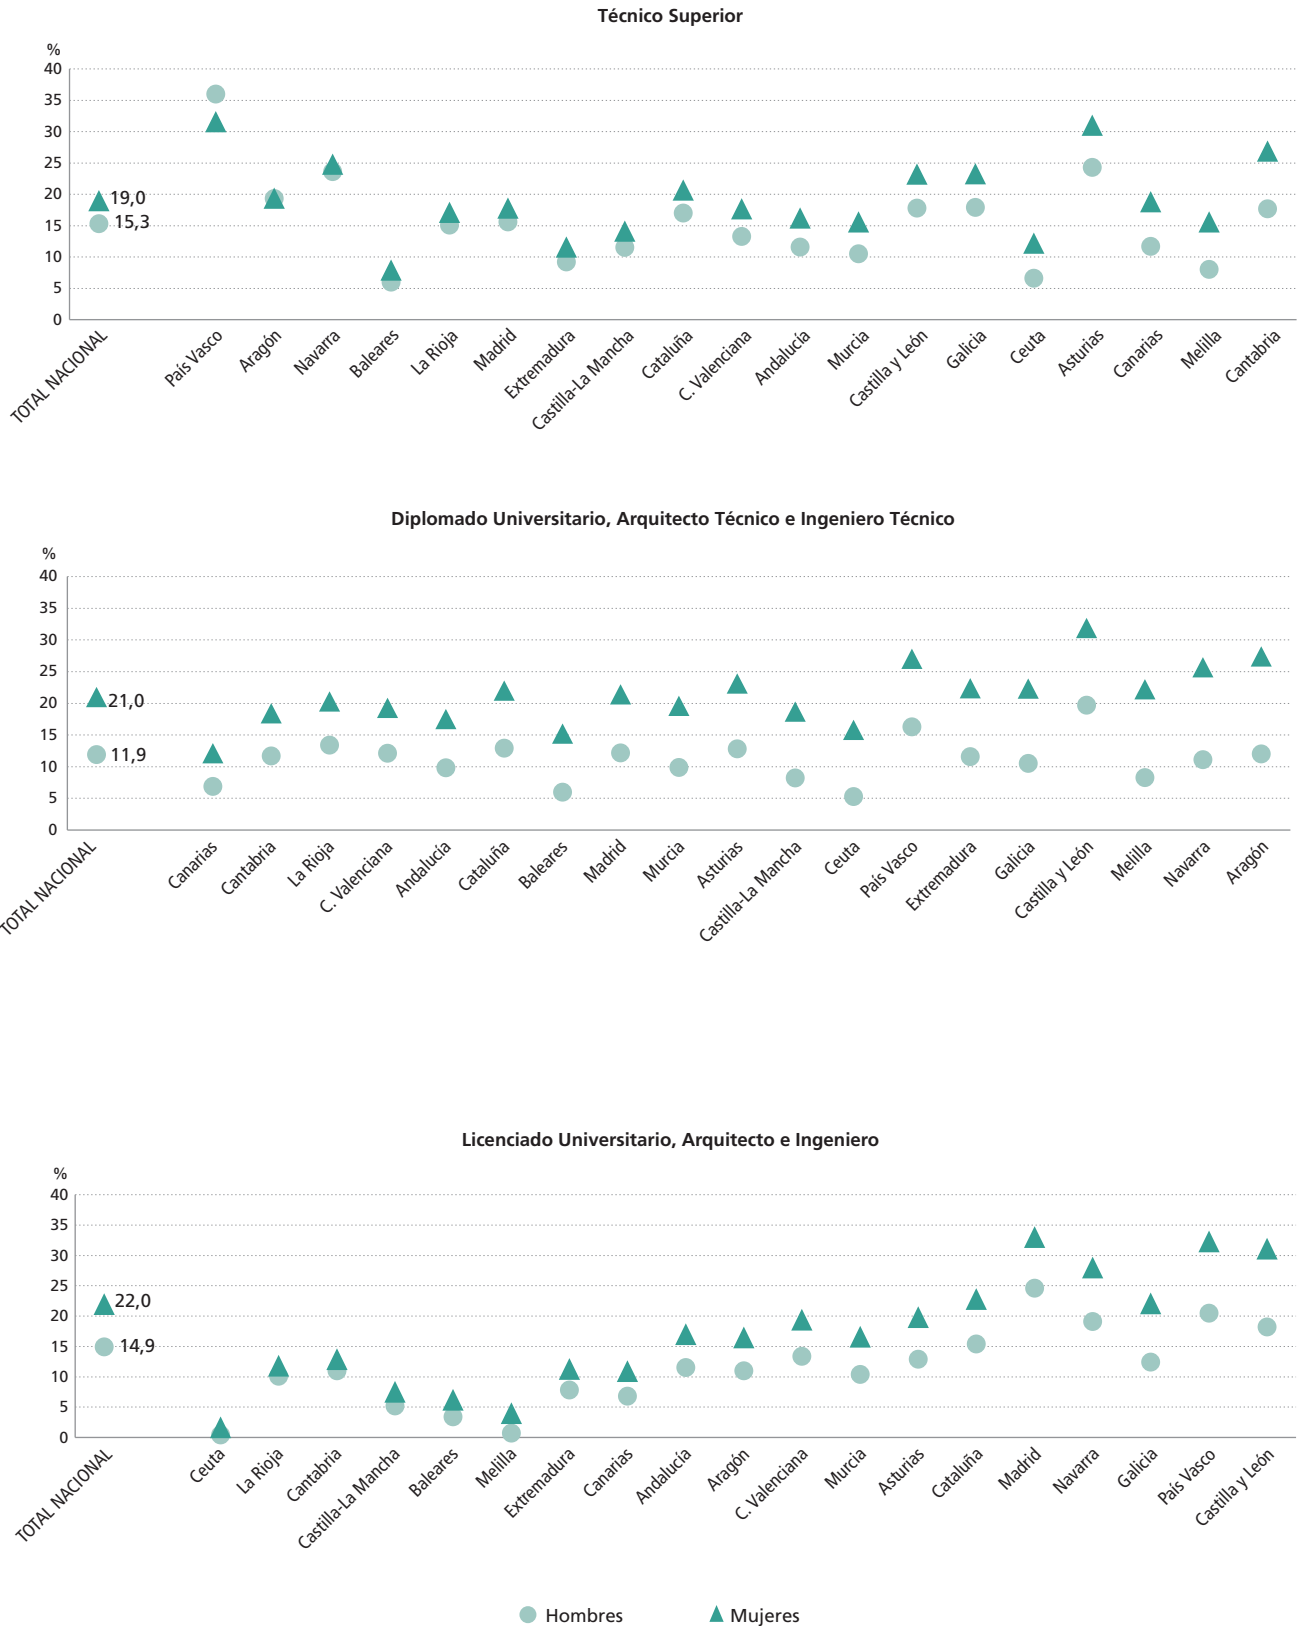 Técnico Superior
%
40
35
30
25
20
15
10
5
0
19,0
15,3
TOTAL NACIONAL
País Vasco
Aragón
Navarra
Baleares
La Rioja
Madrid
Extremadura
Castilla-La Mancha
Cataluña
C. Valenciana
Andalucía
Murcia
Castilla y León
Galicia
Ceuta
Asturias
Canarias
Melilla
Cantabria
Diplomado Universitario, Arquitecto Técnico e Ingeniero Técnico
%
40
35
30
25
20
15
10
5
0
21,0
11,9
TOTAL NACIONAL
Canarias
Cantabria
La Rioja
C. Valenciana
Andalucía
Cataluña
Baleares
Madrid
Murcia
Asturias
Castilla-La Mancha
Ceuta
País Vasco
Extremadura
Galicia
Castilla y León
Melilla
Navarra
Aragón
Licenciado Universitario, Arquitecto e Ingeniero
%
40
35
30
25
20
15
10
5
0
22,0
14,9
TOTAL NACIONAL
Ceuta
La Rioja
Cantabria
Castilla-La Mancha
Baleares
Melilla
Extremadura
Canarias
Andalucía
Aragón
C. Valenciana
Murcia
Asturias
Cataluña
Madrid
Navarra
Galicia
País Vasco
Castilla y León
Hombres
Mujeres